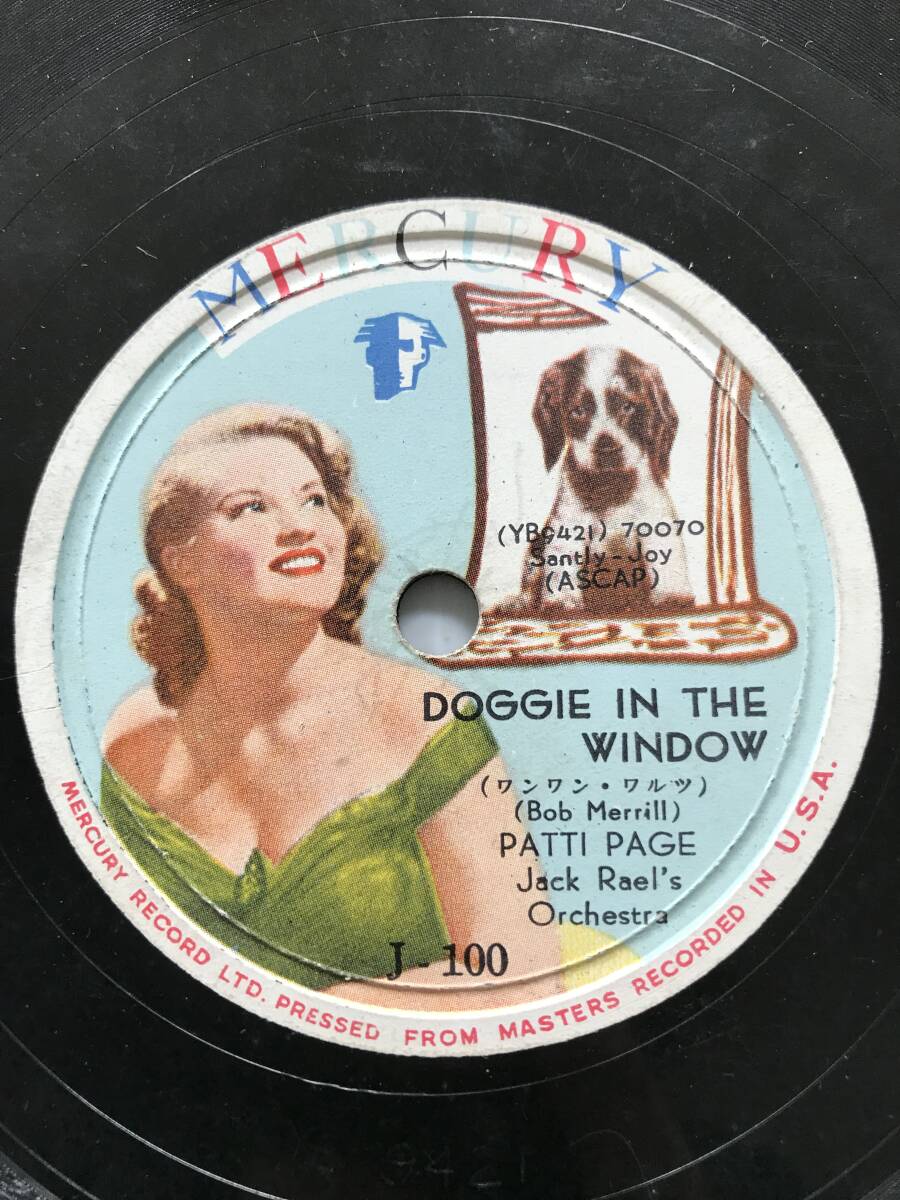 MERCURY
(YB9421) 70070
Santly-Joy
(ASCAP)
DOGGIE IN THE
WINDOW
(ワンワン・ワルツ)
(Bob Merrill)
PATTI PAGE
Jack Rael's
Orchestra
J-100
MERCURY RECORD LTD. PRESSED FROM MASTERS RECORDED IN U.S.A.